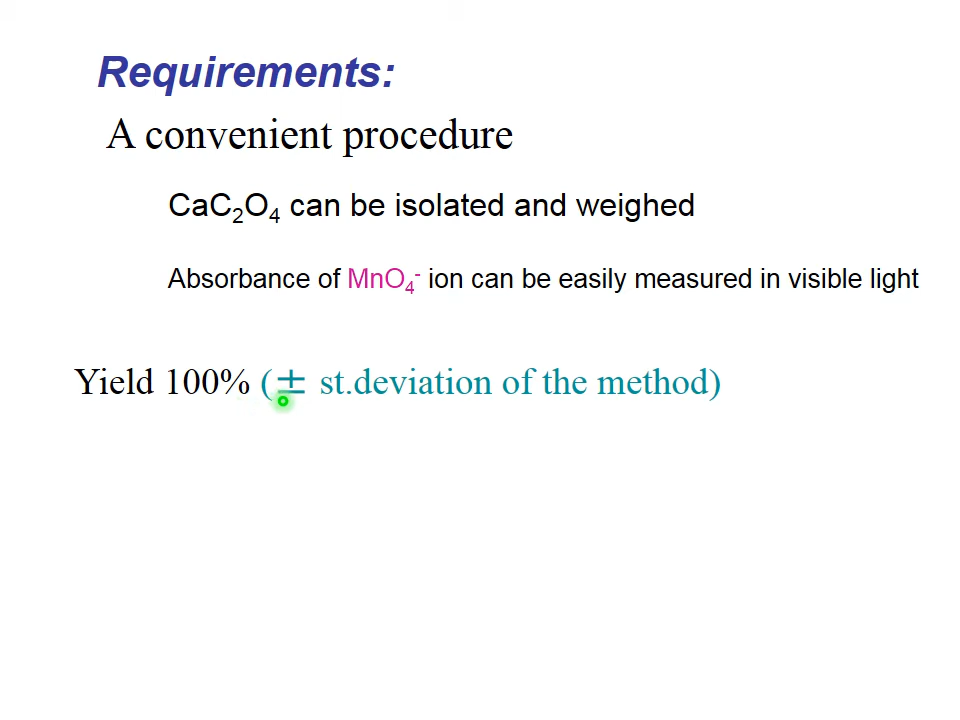 Requirements:
A convenient procedure
CaC₂O₄ can be isolated and weighed
Absorbance of MnO₄⁻ ion can be easily measured in visible light
Yield 100% (± st.deviation of the method)